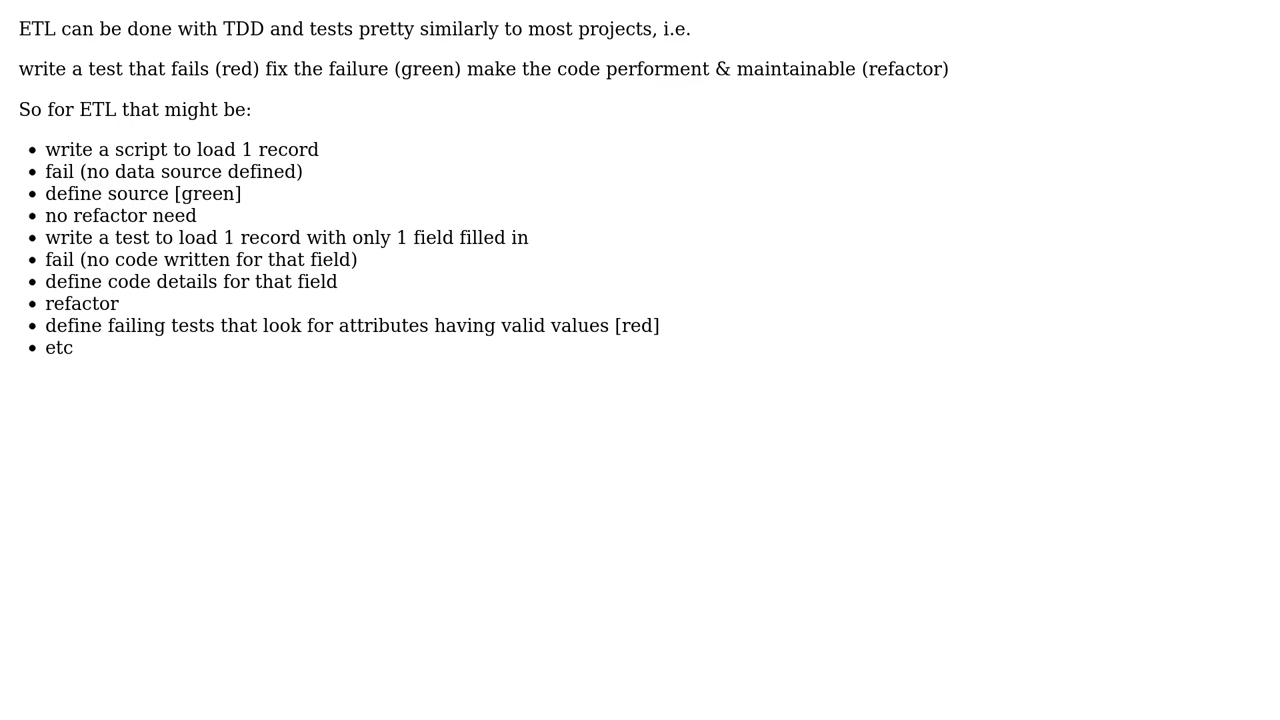 ETL can be done with TDD and tests pretty similarly to most projects, i.e.
write a test that fails (red) fix the failure (green) make the code performent & maintainable (refactor)
So for ETL that might be:
• write a script to load 1 record
• fail (no data source defined)
• define source [green]
• no refactor need
• write a test to load 1 record with only 1 field filled in
• fail (no code written for that field)
• define code details for that field
• refactor
• define failing tests that look for attributes having valid values [red]
• etc